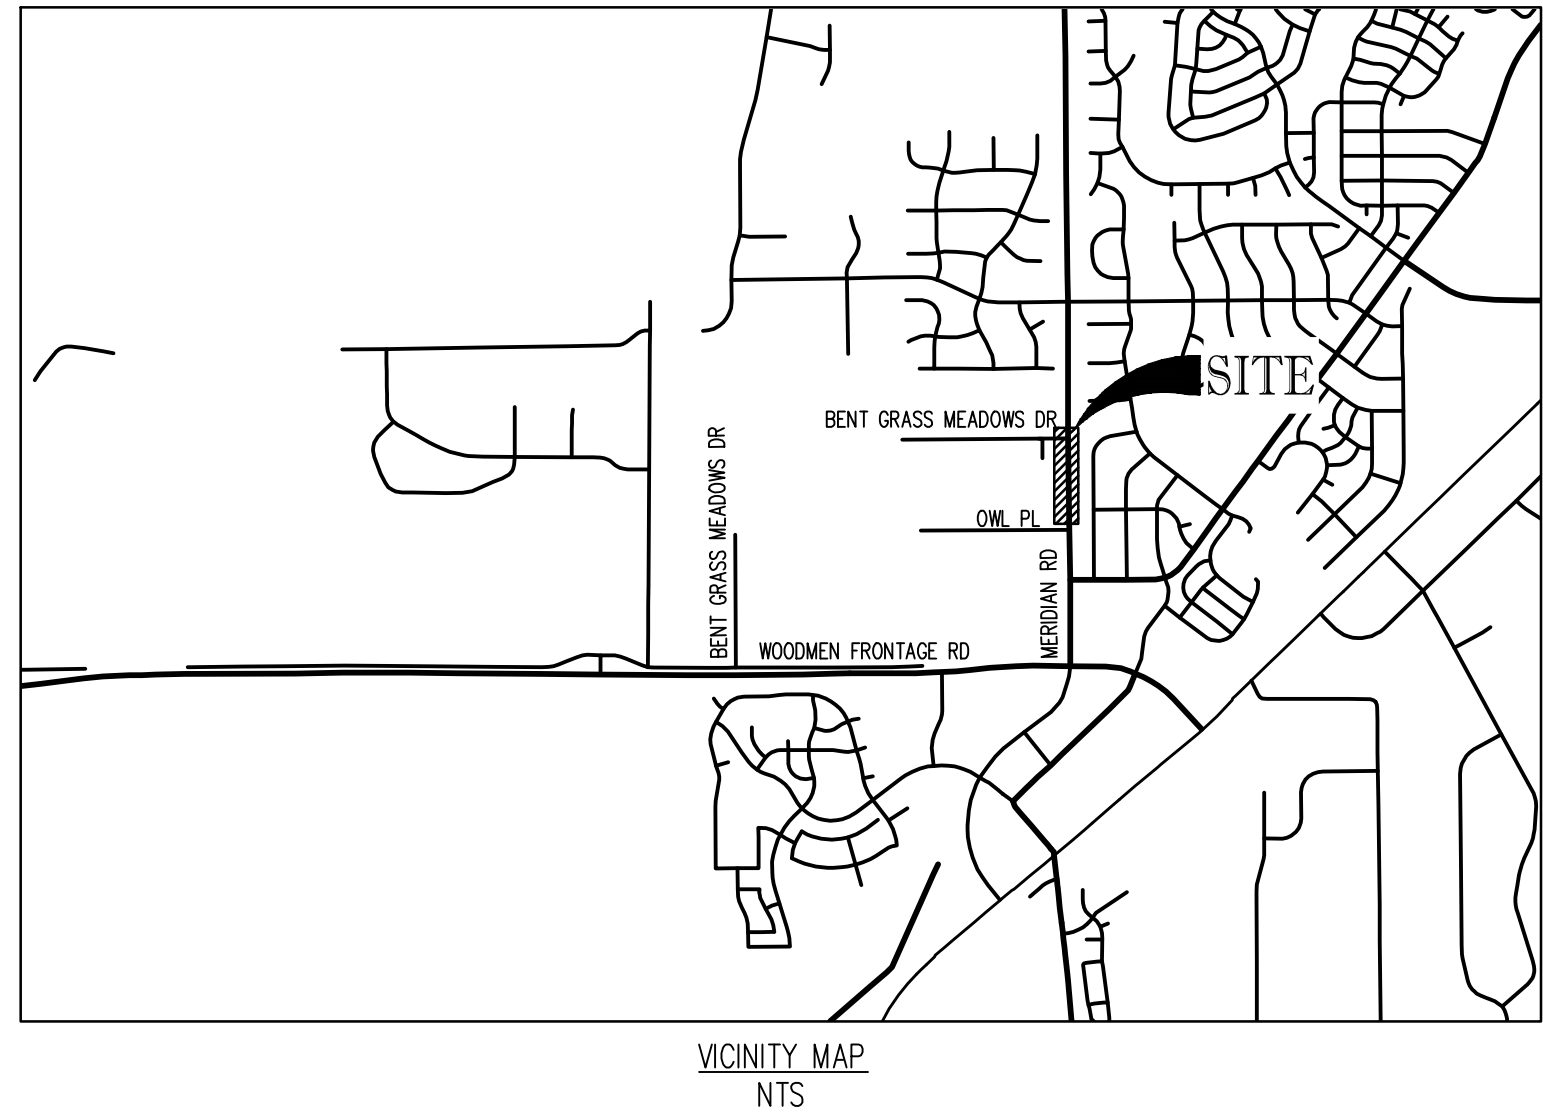 SITE
BENT GRASS MEADOWS DR
BENT GRASS MEADOWS DR
OWL PL
MERIDIAN RD
WOODMEN FRONTAGE RD
VICINITY MAP
NTS